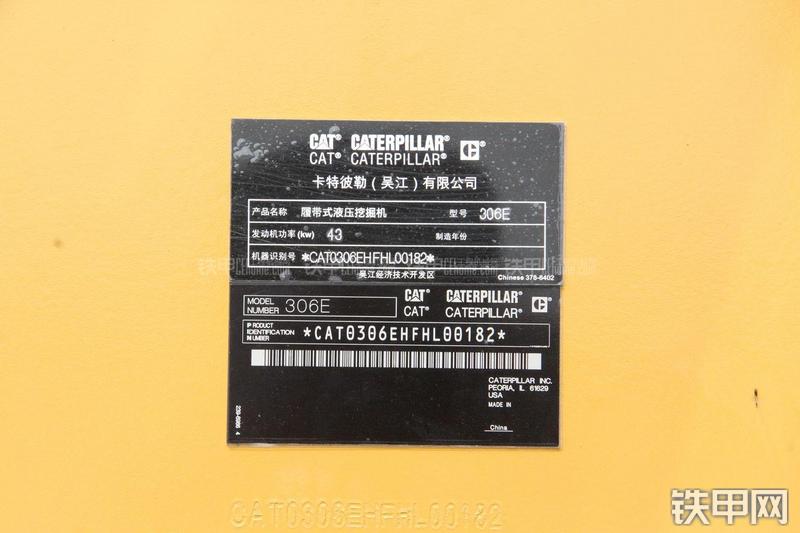 CAT® CATERPILLAR®
CAT® CATERPILLAR®
卡特彼勒（吴江）有限公司
产品名称 履带式液压挖掘机 型号 306E
发动机功率(kw) 43 制造年份
机器识别号 *CAT0306EHFHL00182*
吴江经济技术开发区
Chinese 378-6402
MODEL NUMBER 306E
CAT® CATERPILLAR®
CAT® CATERPILLAR®
PRODUCT IDENTIFICATION NUMBER *CAT0306EHFHL00182*
CATERPILLAR INC.
PEORIA, IL 61629
USA
MADE IN
China
CAT0306EHFHL00182
铁甲网